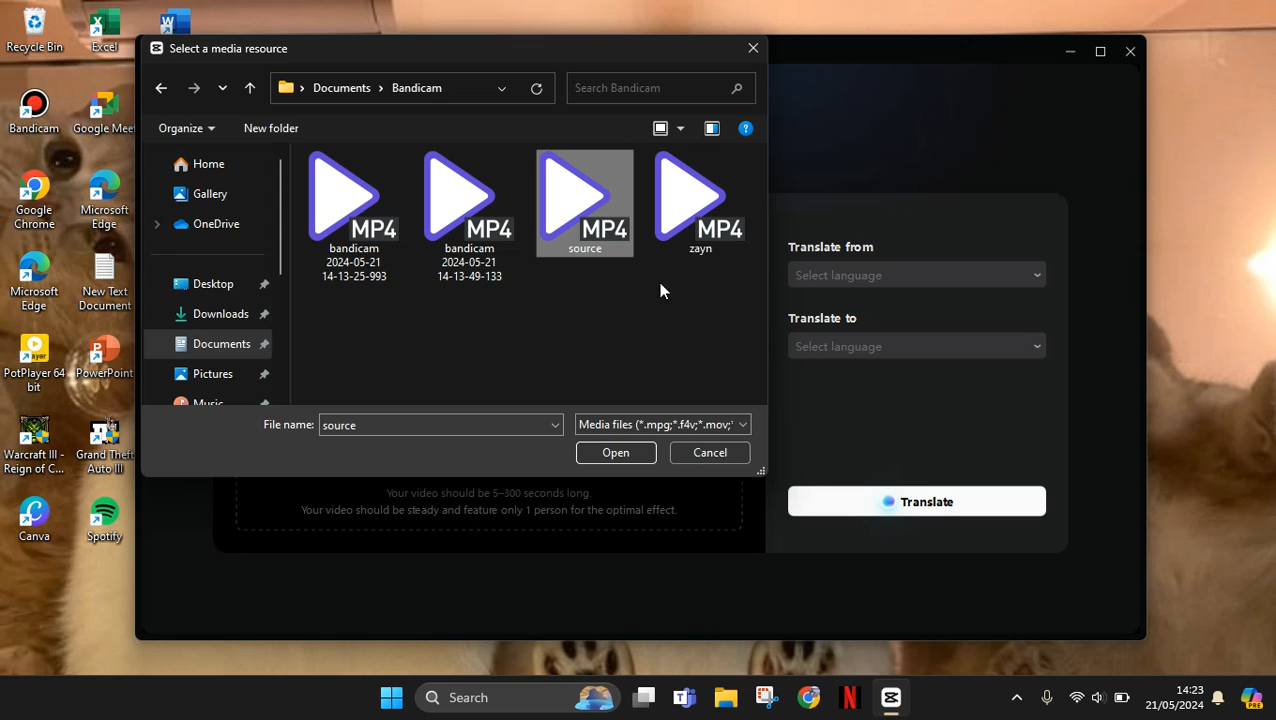 Recycle Bin
Excel
Bandicam
Google Meet
Google
Chrome
Microsoft
Edge
Microsoft
Edge
New Text
Document
PotPlayer 64
bit
PowerPoint
Warcraft III -
Reign of C...
Grand Theft
Auto III
Canva
Spotify
Select a media resource
Documents
Bandicam
Search Bandicam
Organize
New folder
Home
Gallery
OneDrive
Desktop
Downloads
Documents
Pictures
Music
MP4
bandicam
2024-05-21
14-13-25-993
MP4
bandicam
2024-05-21
14-13-49-133
MP4
source
MP4
zayn
File name:
source
Media files (*.mpg;*.f4v;*.mov;
Open
Cancel
Translate from
Select language
Translate to
Select language
Translate
Your video should be 5–300 seconds long.
Your video should be steady and feature only 1 person for the optimal effect.
Search
14:23
21/05/2024
PRE